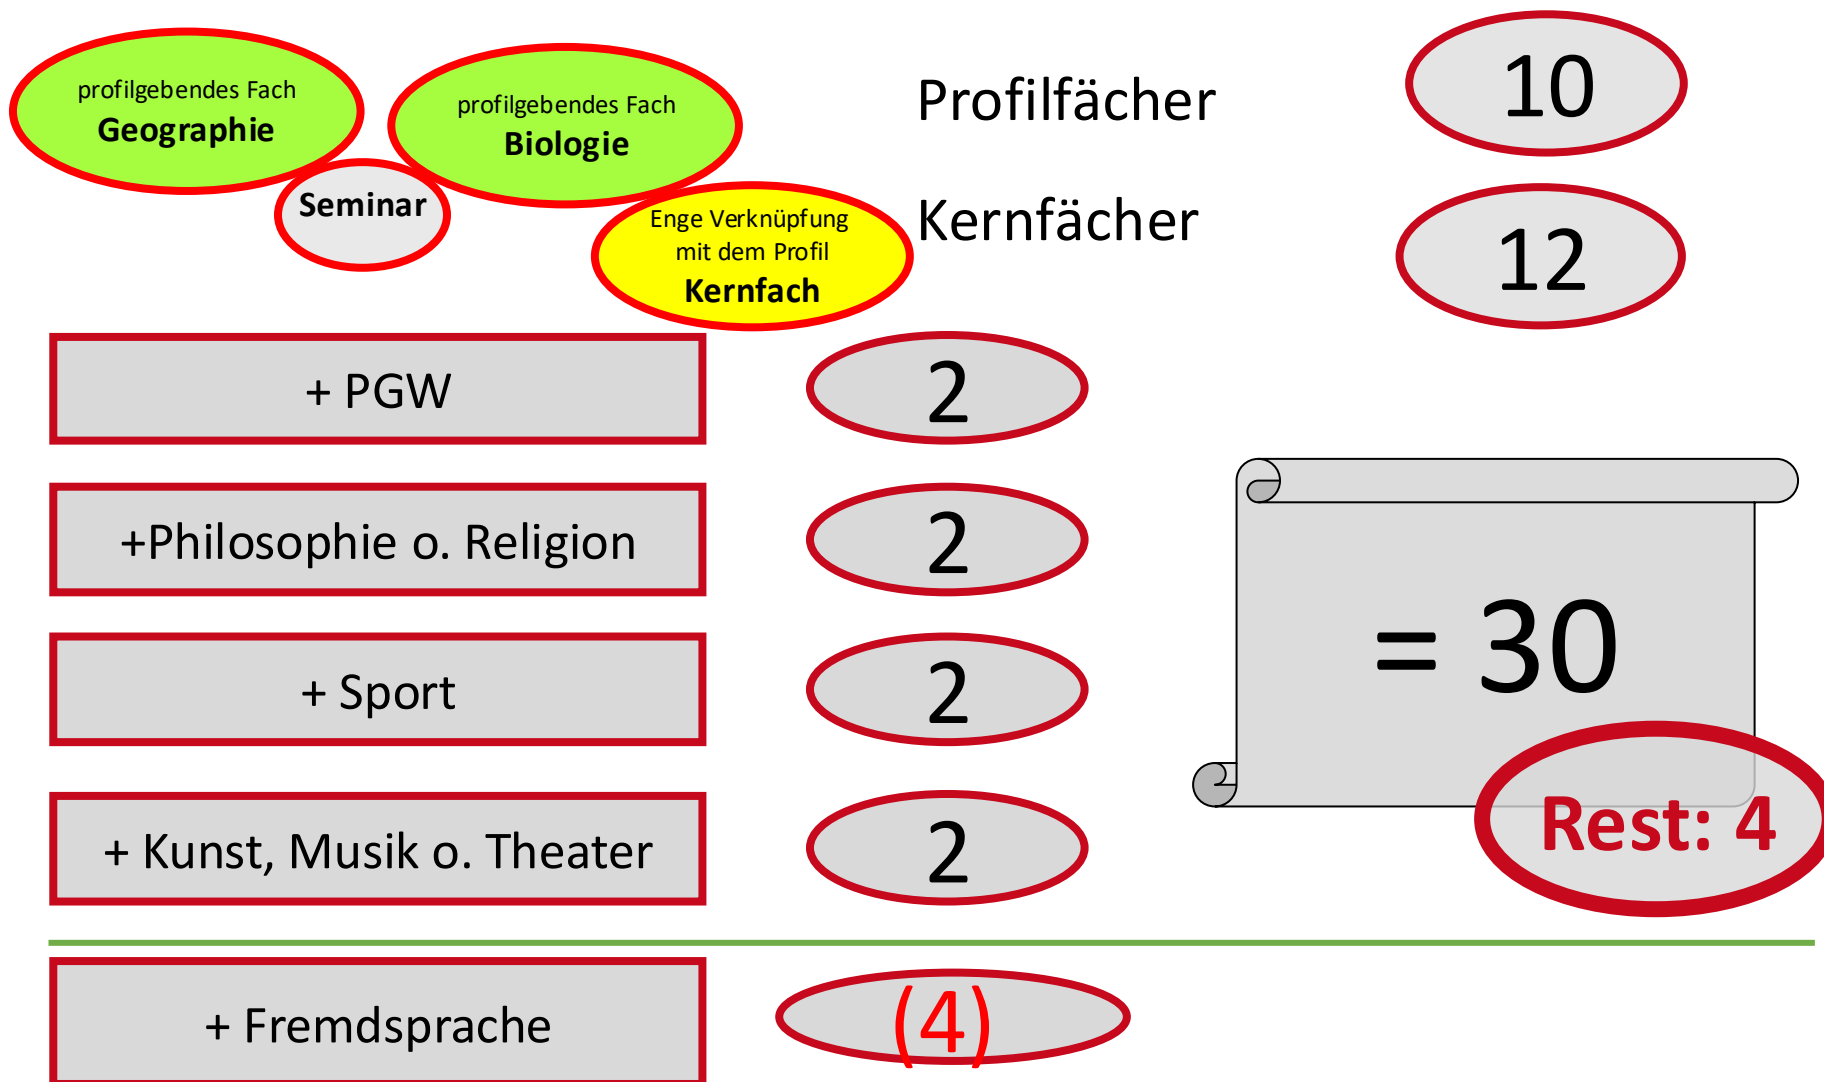 profilgebendes Fach
Geographie
profilgebendes Fach
Biologie
Seminar
Enge Verknüpfung
mit dem Profil
Kernfach
Profilfächer
10
Kernfächer
12
+ PGW
2
+Philosophie o. Religion
2
+ Sport
2
+ Kunst, Musik o. Theater
2
= 30
Rest: 4
+ Fremdsprache
(4)